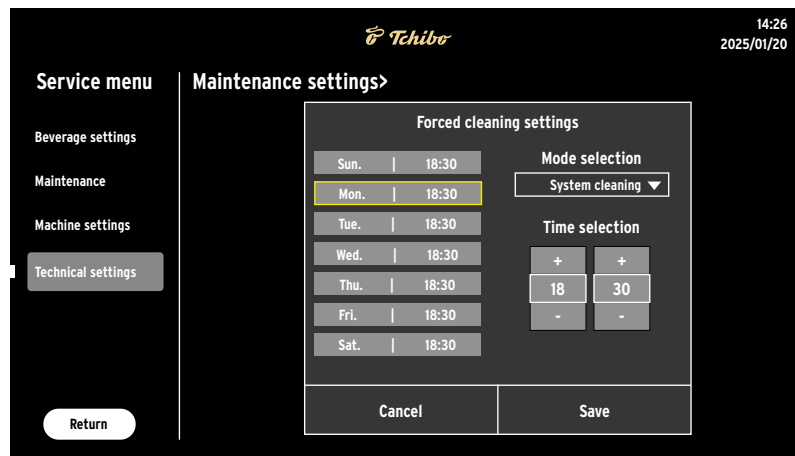 Tchibo
14:26
2025/01/20
Service menu
Maintenance settings>
Beverage settings
Maintenance
Machine settings
Technical settings
Return
Forced cleaning settings
Sun. | 18:30
Mon. | 18:30
Tue. | 18:30
Wed. | 18:30
Thu. | 18:30
Fri. | 18:30
Sat. | 18:30
Mode selection
System cleaning ▼
Time selection
+ +
18 30
- -
Cancel Save